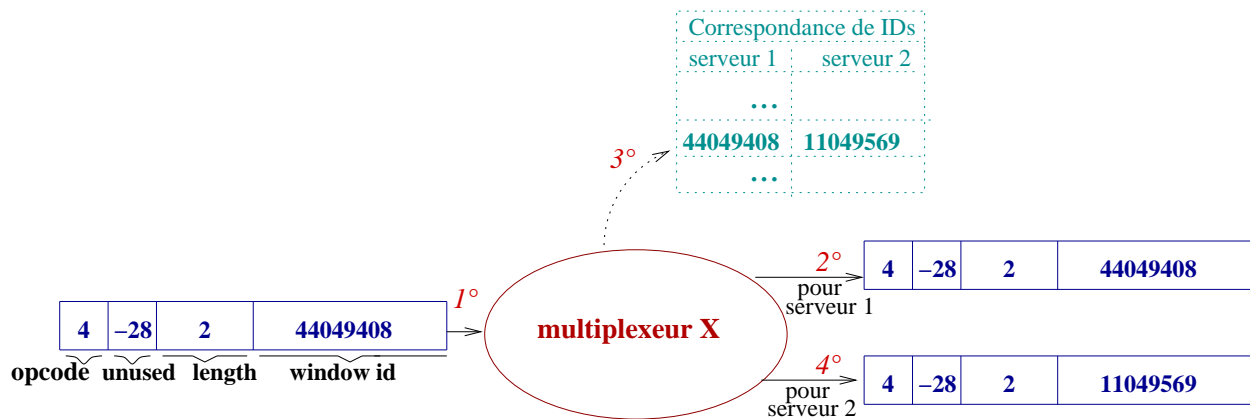 Correspondance de IDs
serveur 1 serveur 2
...
44049408 11049569
...
3°
1°
4 −28 2 44049408
opcode unused length window id
multiplexeur X
2°
pour
serveur 1
4 −28 2 44049408
4°
pour
serveur 2
4 −28 2 11049569